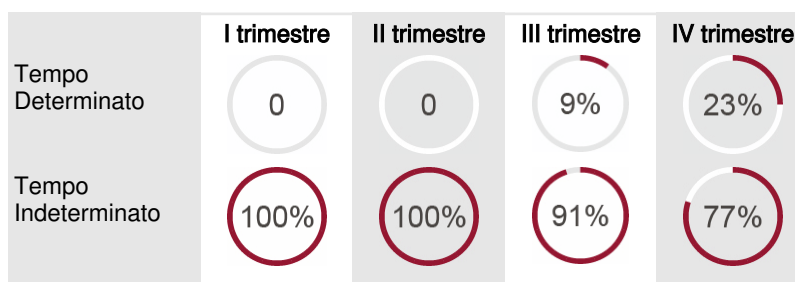 I trimestre II trimestre III trimestre IV trimestre
Tempo
Determinato
0 0 9% 23%
Tempo
Indeterminato
100% 100% 91% 77%